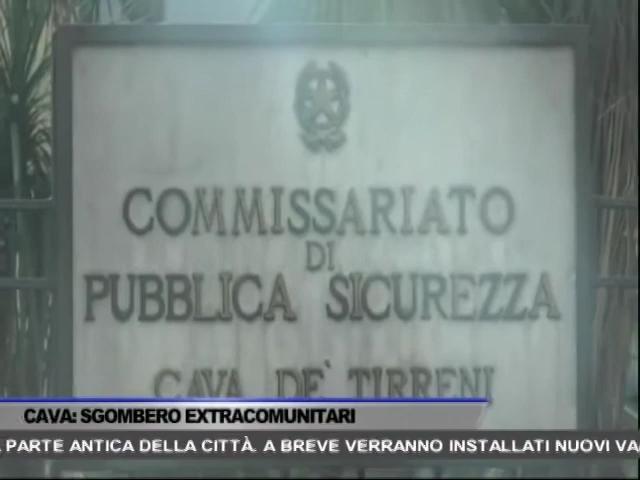 COMMISSARIATO
DI
PUBBLICA SICUREZZA
CAVA DE' TIRRENI
CAVA: SGOMBERO EXTRACOMUNITARI
PARTE ANTICA DELLA CITTÀ. A BREVE VERRANNO INSTALLATI NUOVI